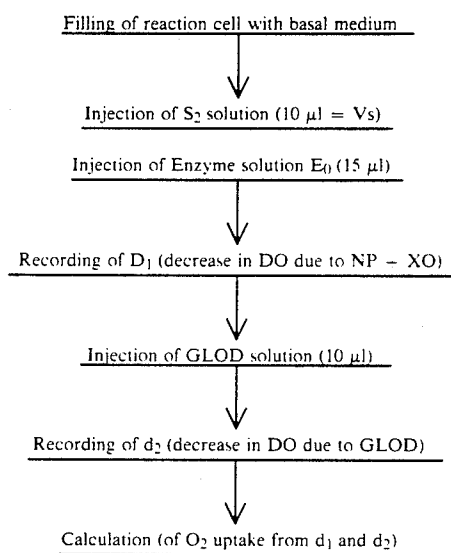 Filling of reaction cell with basal medium
Injection of S₂ solution (10 µl = Vs)
Injection of Enzyme solution E₀ (15 µl)
Recording of D₁ (decrease in DO due to NP – XO)
Injection of GLOD solution (10 µl)
Recording of d₂ (decrease in DO due to GLOD)
Calculation (of O₂ uptake from d₁ and d₂)